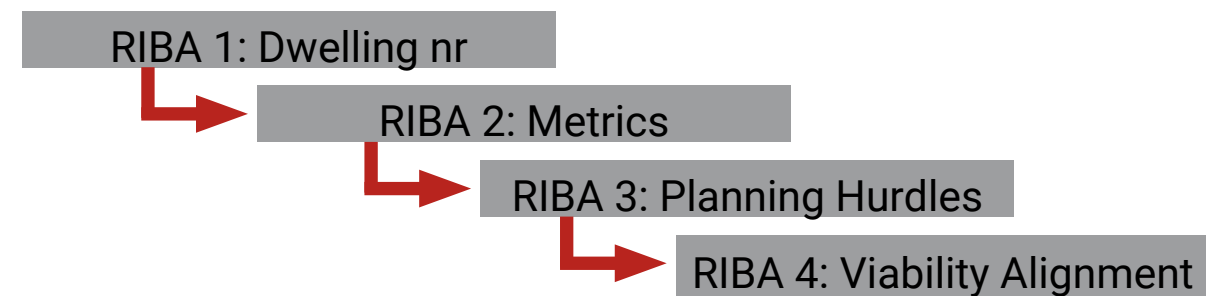 RIBA 1: Dwelling nr
RIBA 2: Metrics
RIBA 3: Planning Hurdles
RIBA 4: Viability Alignment